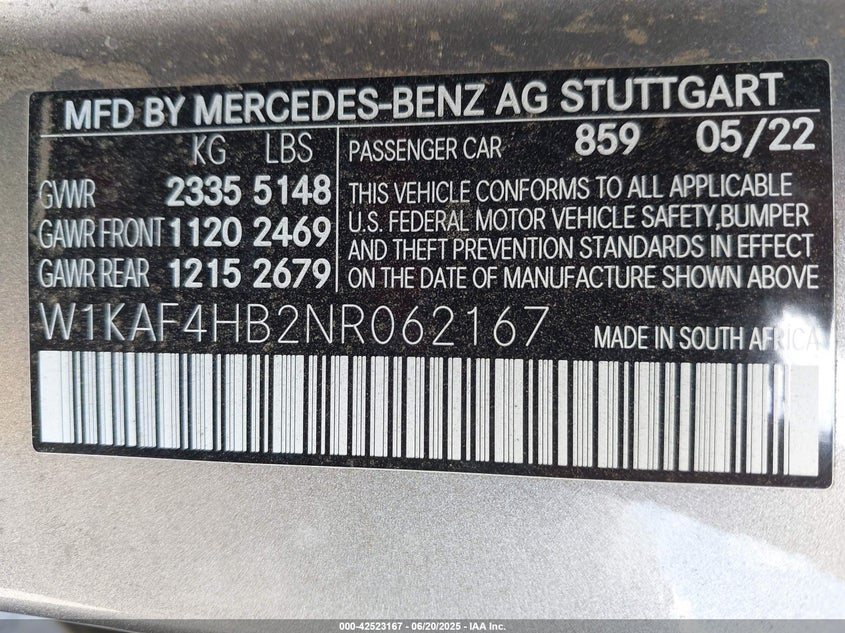 MFD BY MERCEDES-BENZ AG STUTTGART
KG LBS
GVWR 2335 5148
GAWR FRONT 1120 2469
GAWR REAR 1215 2679
PASSENGER CAR 859 05/22
THIS VEHICLE CONFORMS TO ALL APPLICABLE
U.S. FEDERAL MOTOR VEHICLE SAFETY,BUMPER
AND THEFT PREVENTION STANDARDS IN EFFECT
ON THE DATE OF MANUFACTURE SHOWN ABOVE
W1KAF4HB2NR062167
MADE IN SOUTH AFRICA
000-42523167 / 06/20/2025 - IAA Inc.